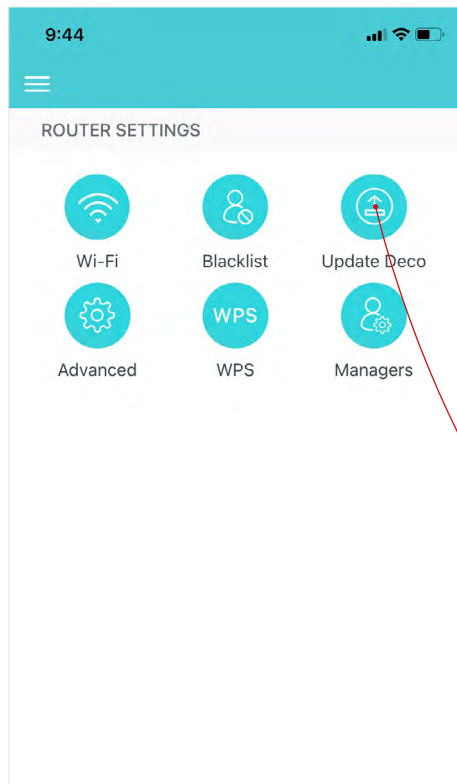 9:44
ROUTER SETTINGS
Wi-Fi Blacklist Update Deco
WPS
Advanced WPS Managers